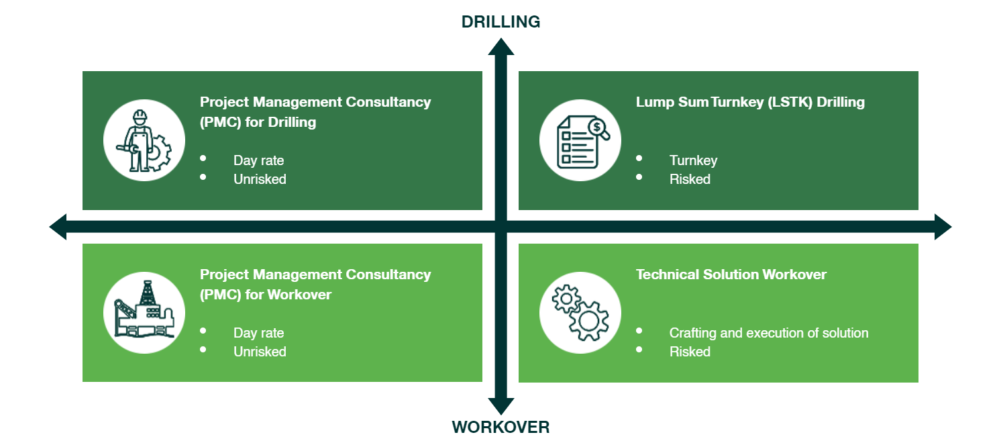 DRILLING
Project Management Consultancy
(PMC) for Drilling
• Day rate
• Unrisked
Lump Sum Turnkey (LSTK) Drilling
• Turnkey
• Risked
Project Management Consultancy
(PMC) for Workover
• Day rate
• Unrisked
Technical Solution Workover
• Crafting and execution of solution
• Risked
WORKOVER